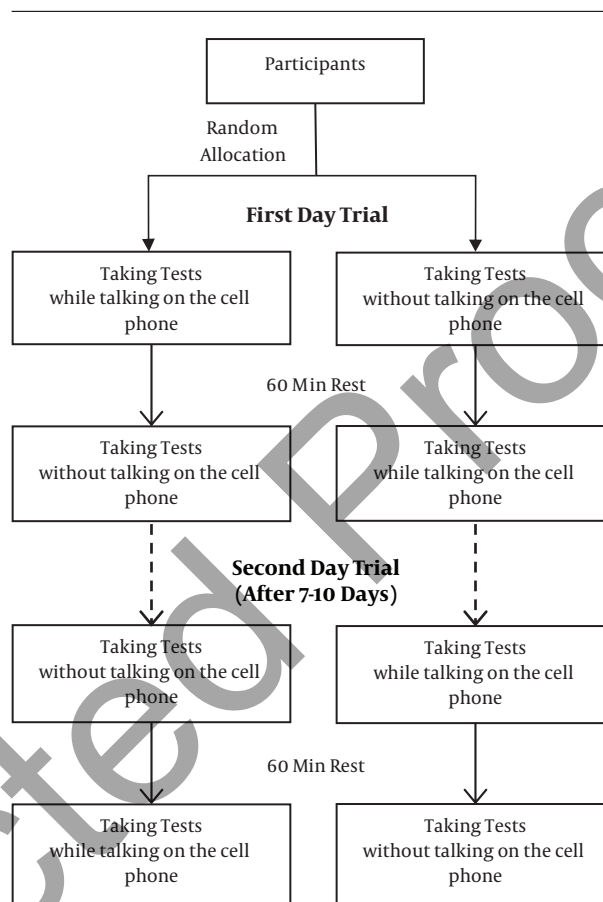 Participants
Random
Allocation
First Day Trial
Taking Tests
while talking on the cell
phone
Taking Tests
without talking on the cell
phone
60 Min Rest
Taking Tests
without talking on the cell
phone
Taking Tests
while talking on the cell
phone
Second Day Trial
(After 7-10 Days)
Taking Tests
without talking on the cell
phone
Taking Tests
while talking on the cell
phone
60 Min Rest
Taking Tests
while talking on the cell
phone
Taking Tests
without talking on the cell
phone